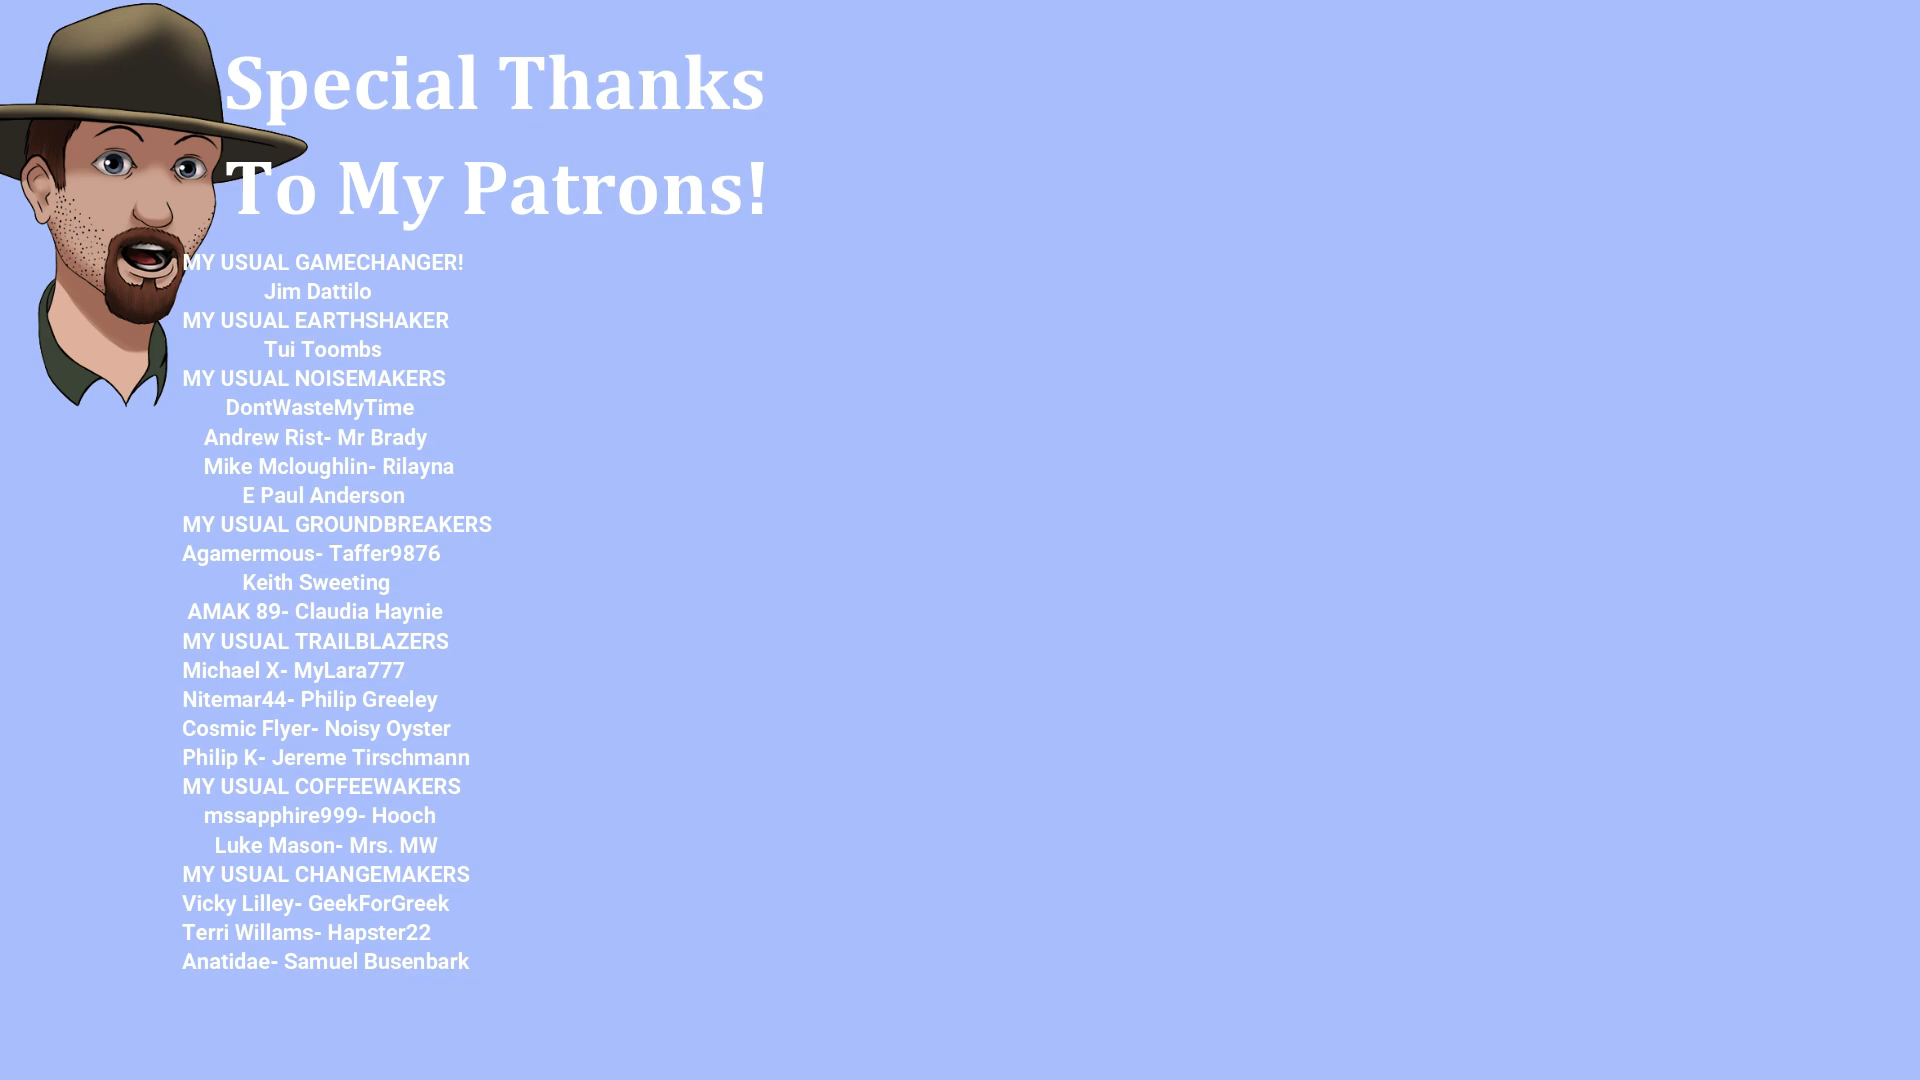 Special Thanks
To My Patrons!
MY USUAL GAMECHANGER!
Jim Dattilo
MY USUAL EARTHSHAKER
Tui Toombs
MY USUAL NOISEMAKERS
DontWasteMyTime
Andrew Rist- Mr Brady
Mike Mcloughlin- Rilayna
E Paul Anderson
MY USUAL GROUNDBREAKERS
Agamermous- Taffer9876
Keith Sweeting
AMAK 89- Claudia Haynie
MY USUAL TRAILBLAZERS
Michael X- MyLara777
Nitemar44- Philip Greeley
Cosmic Flyer- Noisy Oyster
Philip K- Jereme Tirschmann
MY USUAL COFFEEWAKERS
mssapphire999- Hooch
Luke Mason- Mrs. MW
MY USUAL CHANGEMAKERS
Vicky Lilley- GeekForGreek
Terri Willams- Hapster22
Anatidae- Samuel Busenbark